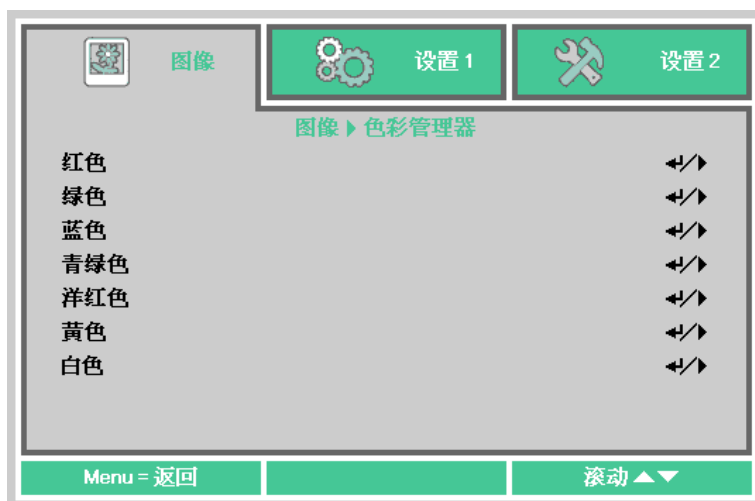 图像
设置 1
设置 2
图像 ▶ 色彩管理器
红色 ↵/▶
绿色 ↵/▶
蓝色 ↵/▶
青绿色 ↵/▶
洋红色 ↵/▶
黄色 ↵/▶
白色 ↵/▶
Menu = 返回
滚动 ▲▼